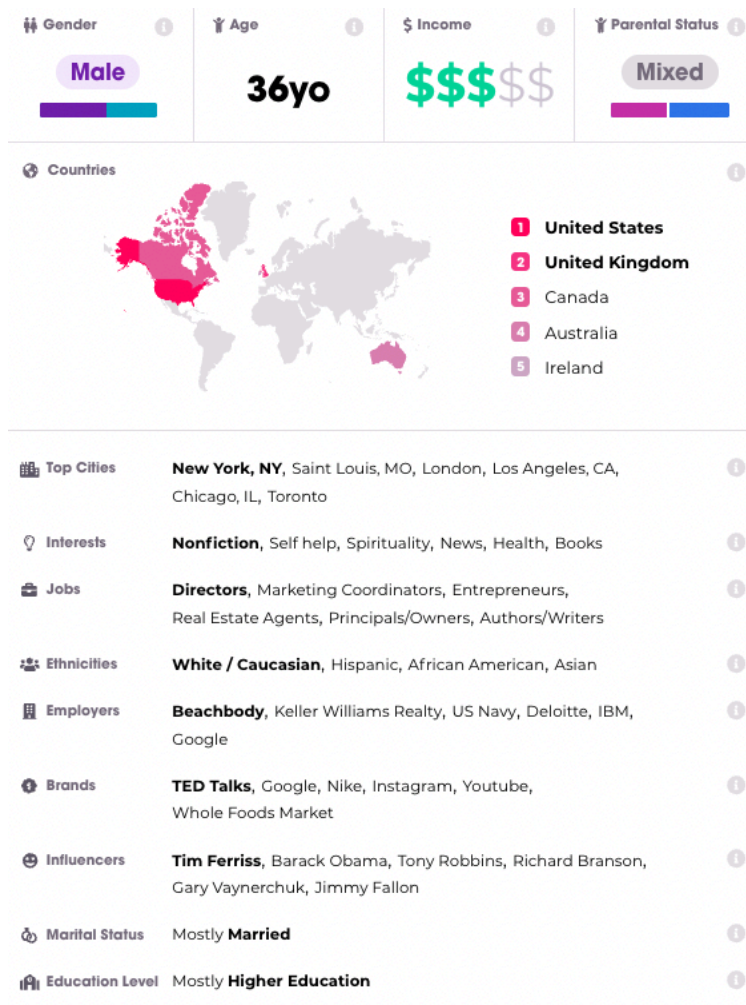 Gender
Age
$ Income
Parental Status
Male
36yo
$$$$$
Mixed
Countries
1 United States
2 United Kingdom
3 Canada
4 Australia
5 Ireland
Top Cities
New York, NY, Saint Louis, MO, London, Los Angeles, CA,
Chicago, IL, Toronto
Interests
Nonfiction, Self help, Spirituality, News, Health, Books
Jobs
Directors, Marketing Coordinators, Entrepreneurs,
Real Estate Agents, Principals/Owners, Authors/Writers
Ethnicities
White / Caucasian, Hispanic, African American, Asian
Employers
Beachbody, Keller Williams Realty, US Navy, Deloitte, IBM,
Google
Brands
TED Talks, Google, Nike, Instagram, Youtube,
Whole Foods Market
Influencers
Tim Ferriss, Barack Obama, Tony Robbins, Richard Branson,
Gary Vaynerchuk, Jimmy Fallon
Marital Status
Mostly Married
Education Level
Mostly Higher Education